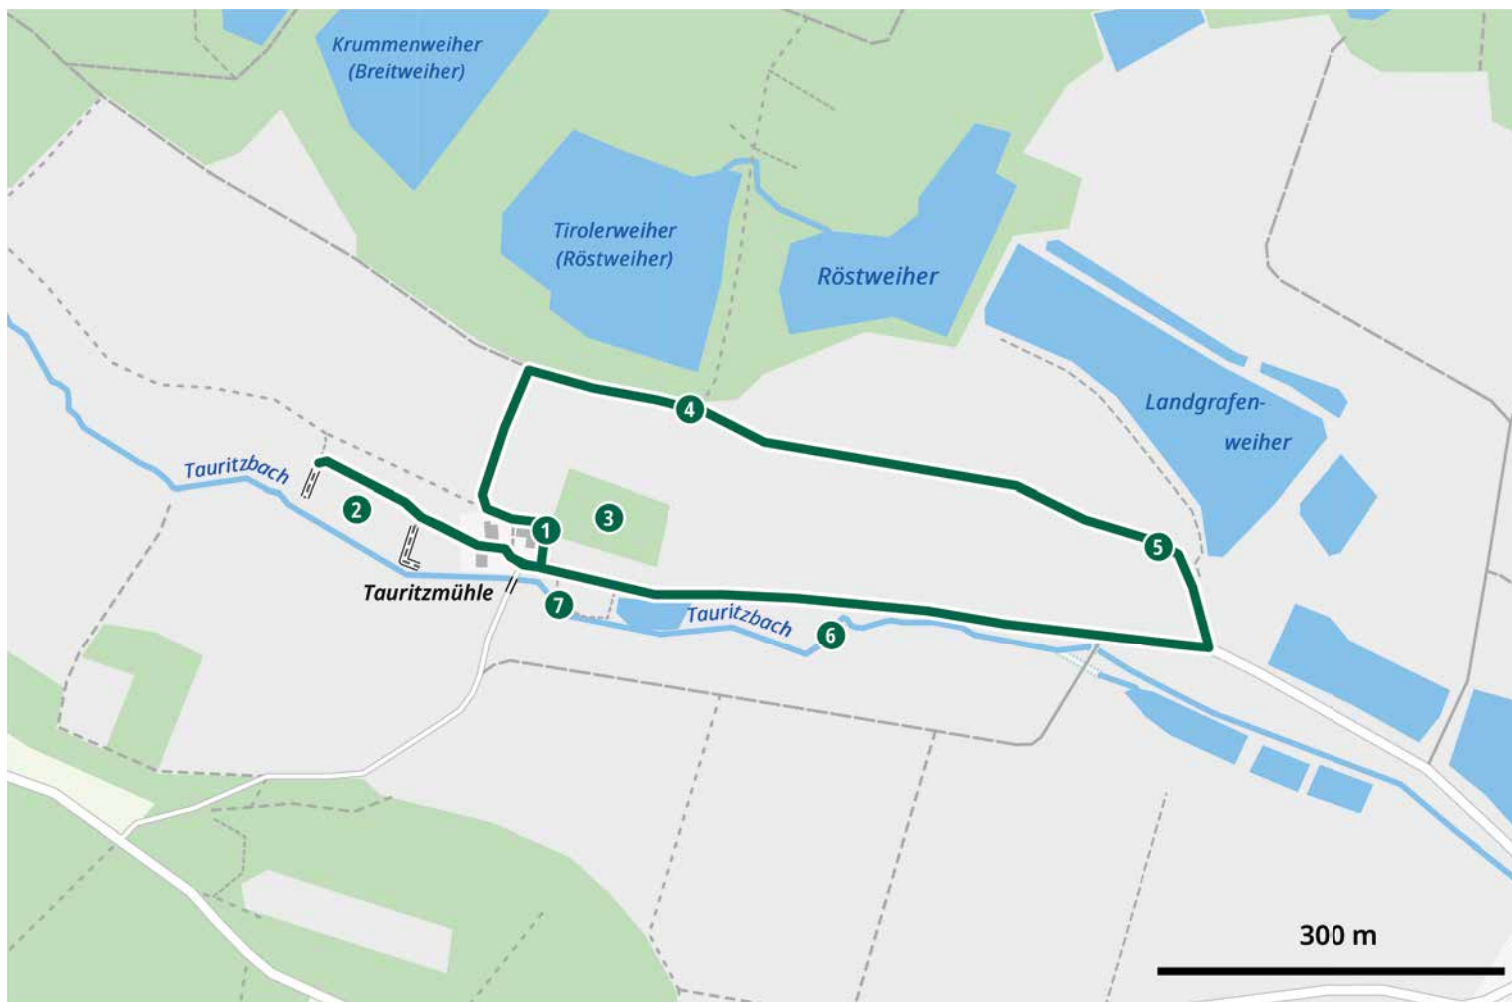 Krummenweiher
(Breitweiher)
Tirolerweiher
(Röstweiher)
Röstweiher
Landgrafen-
weiher
4
Tauritzbach
2
1
3
5
Tauritzmühle
7
Tauritzbach
6
300 m